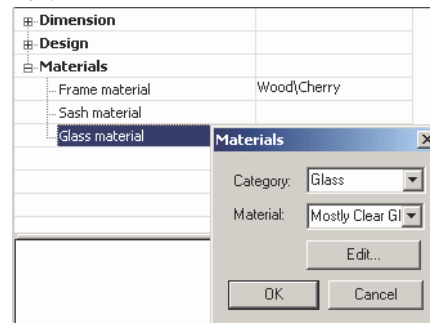 Dimension
Design
Materials
Frame material Wood\Cherry
Sash material
Glass material
Materials
Category: Glass
Material: Mostly Clear Gl
Edit...
OK Cancel